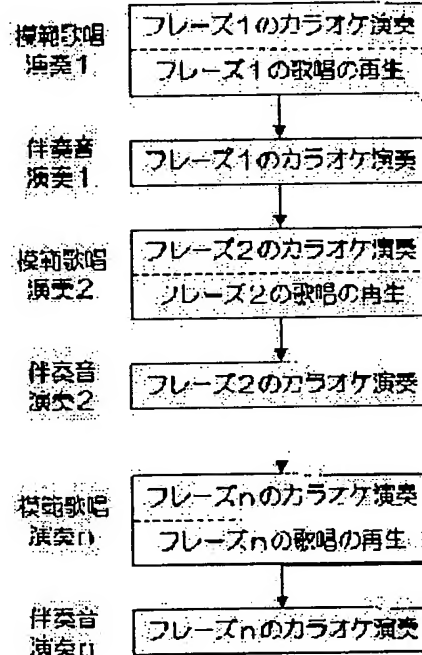 模範歌唱
演奏1
フレーズ1のカラオケ演奏
フレーズ1の歌唱の再生
伴奏音
演奏1
フレーズ1のカラオケ演奏
模範歌唱
演奏2
フレーズ2のカラオケ演奏
フレーズ2の歌唱の再生
伴奏音
演奏2
フレーズ2のカラオケ演奏
模範歌唱
演奏n
フレーズnのカラオケ演奏
フレーズnの歌唱の再生
伴奏音
演奏n
フレーズnのカラオケ演奏